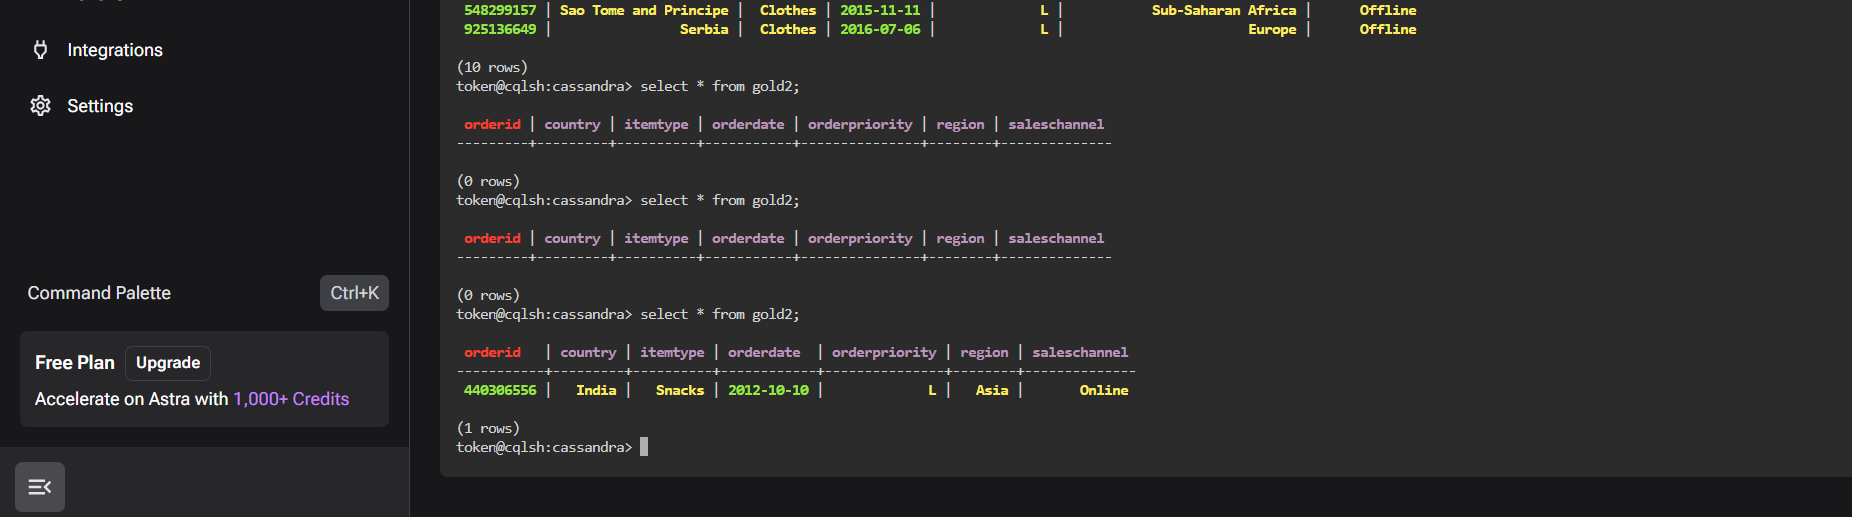 Integrations
Settings
Command Palette
Ctrl+K
Free Plan
Upgrade
Accelerate on Astra with 1,000+ Credits
548299157 | Sao Tome and Principe | Clothes | 2015-11-11 | L | Sub-Saharan Africa | Offline
925136649 | Serbia | Clothes | 2016-07-06 | L | Europe | Offline
(10 rows)
token@cqlsh:cassandra> select * from gold2;
orderid | country | itemtype | orderdate | orderpriority | region | saleschannel
---------+---------+----------+-----------+---------------+--------+--------------
(0 rows)
token@cqlsh:cassandra> select * from gold2;
orderid | country | itemtype | orderdate | orderpriority | region | saleschannel
---------+---------+----------+-----------+---------------+--------+--------------
(0 rows)
token@cqlsh:cassandra> select * from gold2;
orderid | country | itemtype | orderdate | orderpriority | region | saleschannel
-----------+---------+----------+------------+---------------+--------+--------------
440306556 | India | Snacks | 2012-10-10 | L | Asia | Online
(1 rows)
token@cqlsh:cassandra>